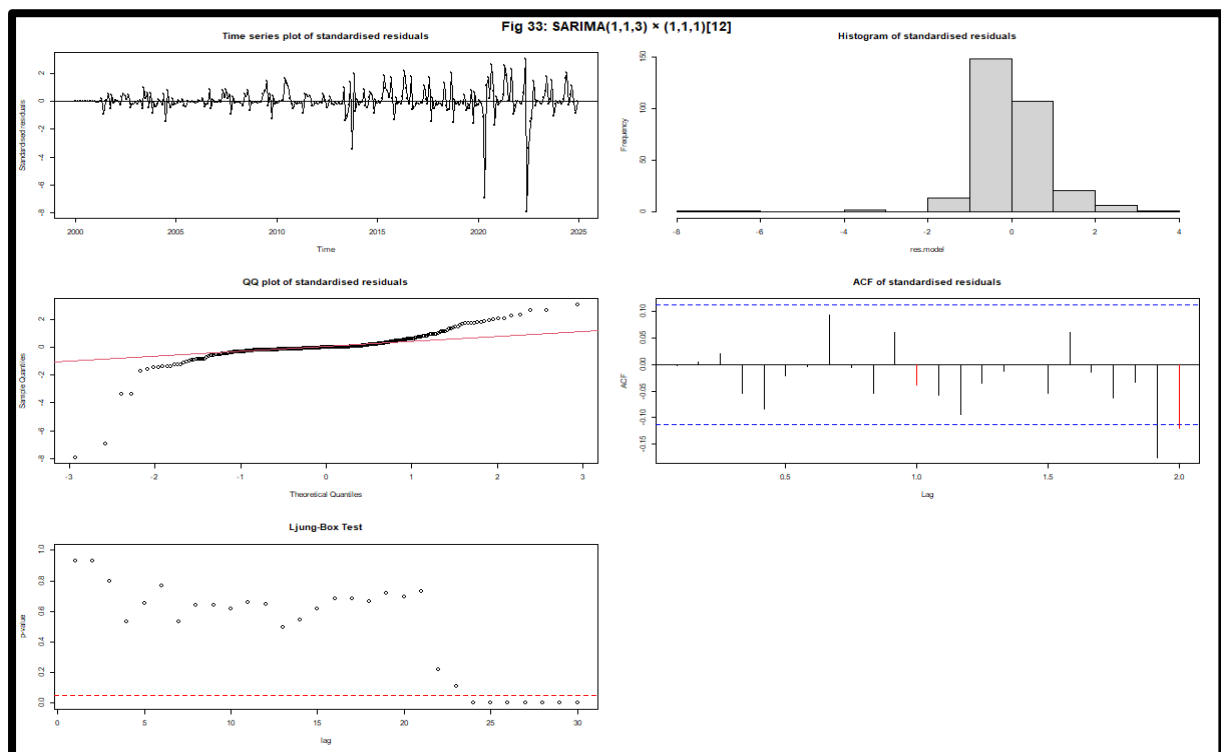 Fig 33: SARIMA(1,1,3) × (1,1,1)[12]
Time series plot of standardised residuals
Standardised residuals
2
0
-2
-4
-6
-8
2000 2005 2010 2015 2020 2025
Time
Histogram of standardised residuals
Frequency
150
100
50
0
-8 -6 -4 -2 0 2 4
res.model
QQ plot of standardised residuals
Sample Quantiles
2
0
-2
-4
-6
-8
-3 -2 -1 0 1 2 3
Theoretical Quantiles
ACF of standardised residuals
ACF
0.10
0.05
0.00
-0.05
-0.10
-0.15
0.5 1.0 1.5 2.0
Lag
Ljung-Box Test
p-value
1.0
0.8
0.6
0.4
0.2
0.0
0 5 10 15 20 25 30
lag